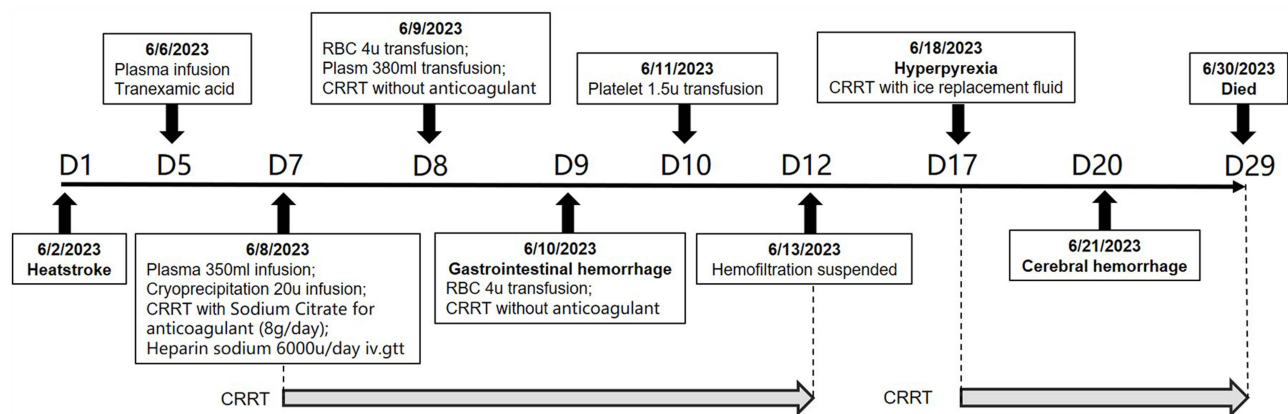 6/6/2023
Plasma infusion
Tranexamic acid
6/9/2023
RBC 4u transfusion;
Plasm 380ml transfusion;
CRRT without anticoagulant
6/11/2023
Platelet 1.5u transfusion
6/18/2023
Hyperpyrexia
CRRT with ice replacement fluid
6/30/2023
Died
D1 D5 D7 D8 D9 D10 D12 D17 D20 D29
6/2/2023
Heatstroke
6/8/2023
Plasma 350ml infusion;
Cryoprecipitation 20u infusion;
CRRT with Sodium Citrate for
anticoagulant (8g/day);
Heparin sodium 6000u/day iv.gtt
6/10/2023
Gastrointestinal hemorrhage
RBC 4u transfusion;
CRRT without anticoagulant
6/13/2023
Hemofiltration suspended
6/21/2023
Cerebral hemorrhage
CRRT
CRRT